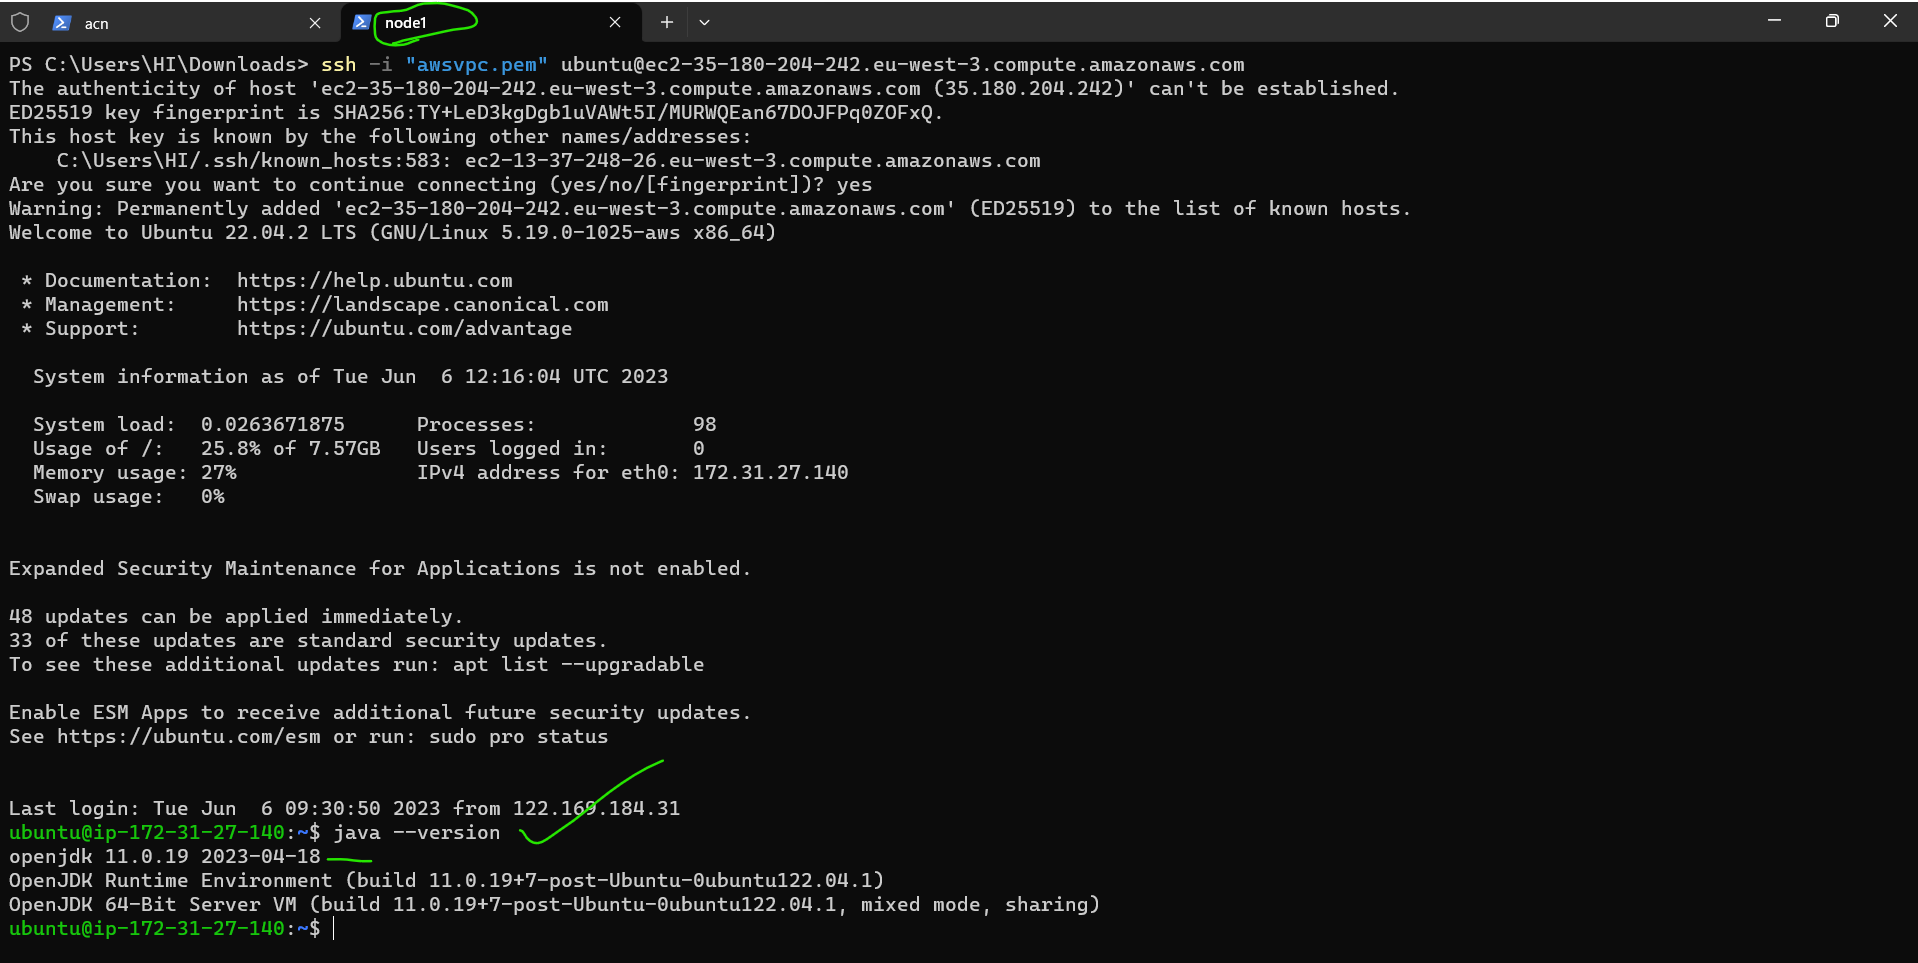 acn
node1
PS C:\Users\HI\Downloads> ssh -i "awsvpc.pem" ubuntu@ec2-35-180-204-242.eu-west-3.compute.amazonaws.com
The authenticity of host 'ec2-35-180-204-242.eu-west-3.compute.amazonaws.com (35.180.204.242)' can't be established.
ED25519 key fingerprint is SHA256:TY+LeD3kgDgb1uVAWt5I/MURWQEan67DOJFPq0ZOFxQ.
This host key is known by the following other names/addresses:
    C:\Users\HI/.ssh/known_hosts:583: ec2-13-37-248-26.eu-west-3.compute.amazonaws.com
Are you sure you want to continue connecting (yes/no/[fingerprint])? yes
Warning: Permanently added 'ec2-35-180-204-242.eu-west-3.compute.amazonaws.com' (ED25519) to the list of known hosts.
Welcome to Ubuntu 22.04.2 LTS (GNU/Linux 5.19.0-1025-aws x86_64)
* Documentation:  https://help.ubuntu.com
* Management:     https://landscape.canonical.com
* Support:        https://ubuntu.com/advantage
System information as of Tue Jun  6 12:16:04 UTC 2023
System load:  0.0263671875      Processes:             98
Usage of /:   25.8% of 7.57GB   Users logged in:       0
Memory usage: 27%               IPv4 address for eth0: 172.31.27.140
Swap usage:   0%
Expanded Security Maintenance for Applications is not enabled.
48 updates can be applied immediately.
33 of these updates are standard security updates.
To see these additional updates run: apt list --upgradable
Enable ESM Apps to receive additional future security updates.
See https://ubuntu.com/esm or run: sudo pro status
Last login: Tue Jun  6 09:30:50 2023 from 122.169.184.31
ubuntu@ip-172-31-27-140:~$ java --version
openjdk 11.0.19 2023-04-18
OpenJDK Runtime Environment (build 11.0.19+7-post-Ubuntu-0ubuntu122.04.1)
OpenJDK 64-Bit Server VM (build 11.0.19+7-post-Ubuntu-0ubuntu122.04.1, mixed mode, sharing)
ubuntu@ip-172-31-27-140:~$